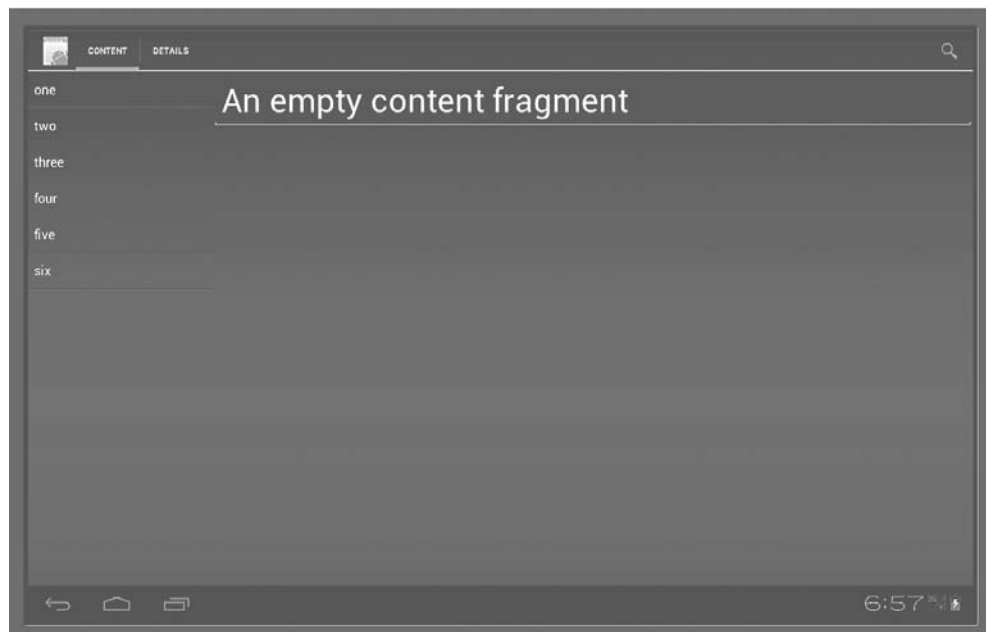 CONTENT DETAILS
one
An empty content fragment
two
three
four
five
six
6:57